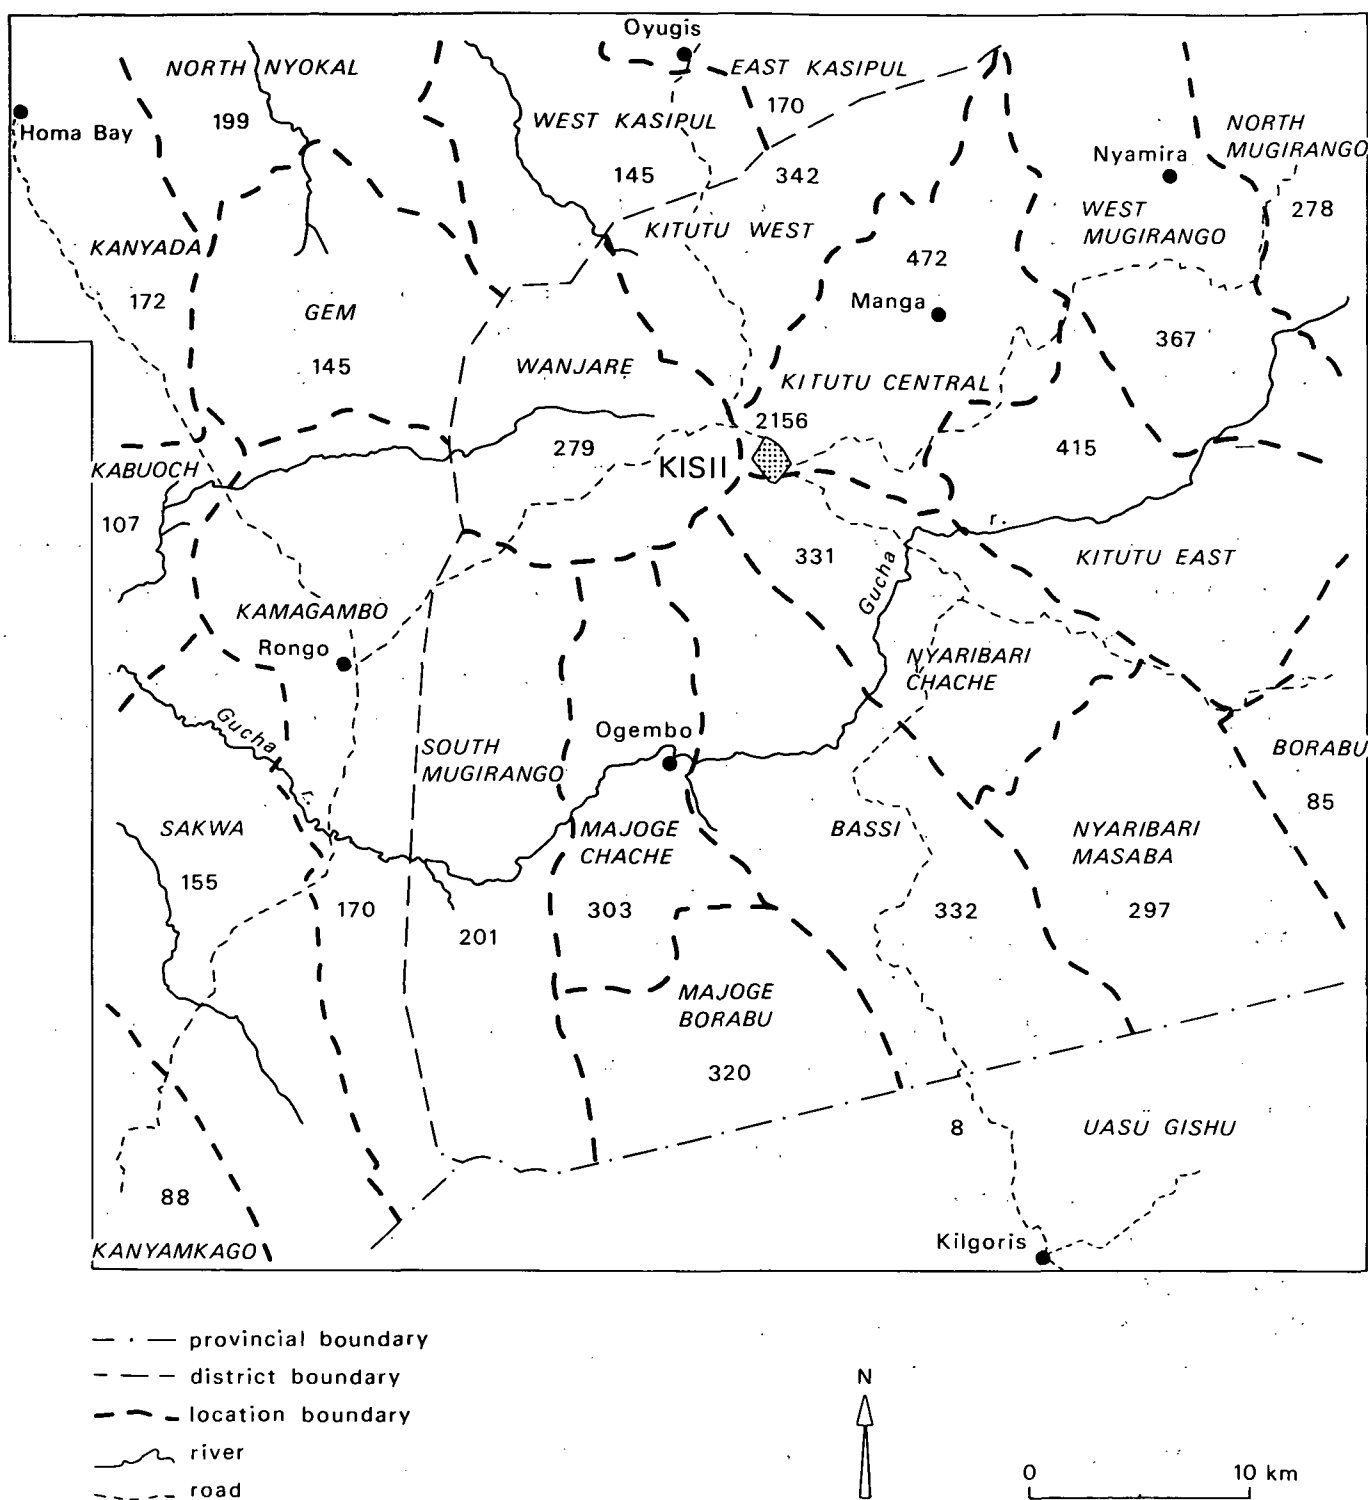 Oyugis
NORTH NYOKAL
EAST KASIPUL
199
170
Homa Bay
WEST KASIPUL
NORTH
MUGIRANGO
Nyamira
145
342
278
KANYADA
KITUTU WEST
WEST
MUGIRANGO
472
172
GEM
Manga
367
145
WANJARE
KITUTU CENTRAL
2156
279
415
KABUOCH
KISII
107
r.
331
KITUTU EAST
Gucha
KAMAGAMBO
Rongo
NYARIBARI
CHACHE
Gucha
Ogembo
SOUTH
MUGIRANGO
BORABU
85
SAKWA
MAJOGE
CHACHE
BASSI
NYARIBARI
MASABA
155
170
303
332
297
201
MAJOGE
BORABU
320
8
UASU GISHU
88
Kilgoris
KANYAMKAGO
provincial boundary
district boundary
location boundary
river
road
N
0 10 km